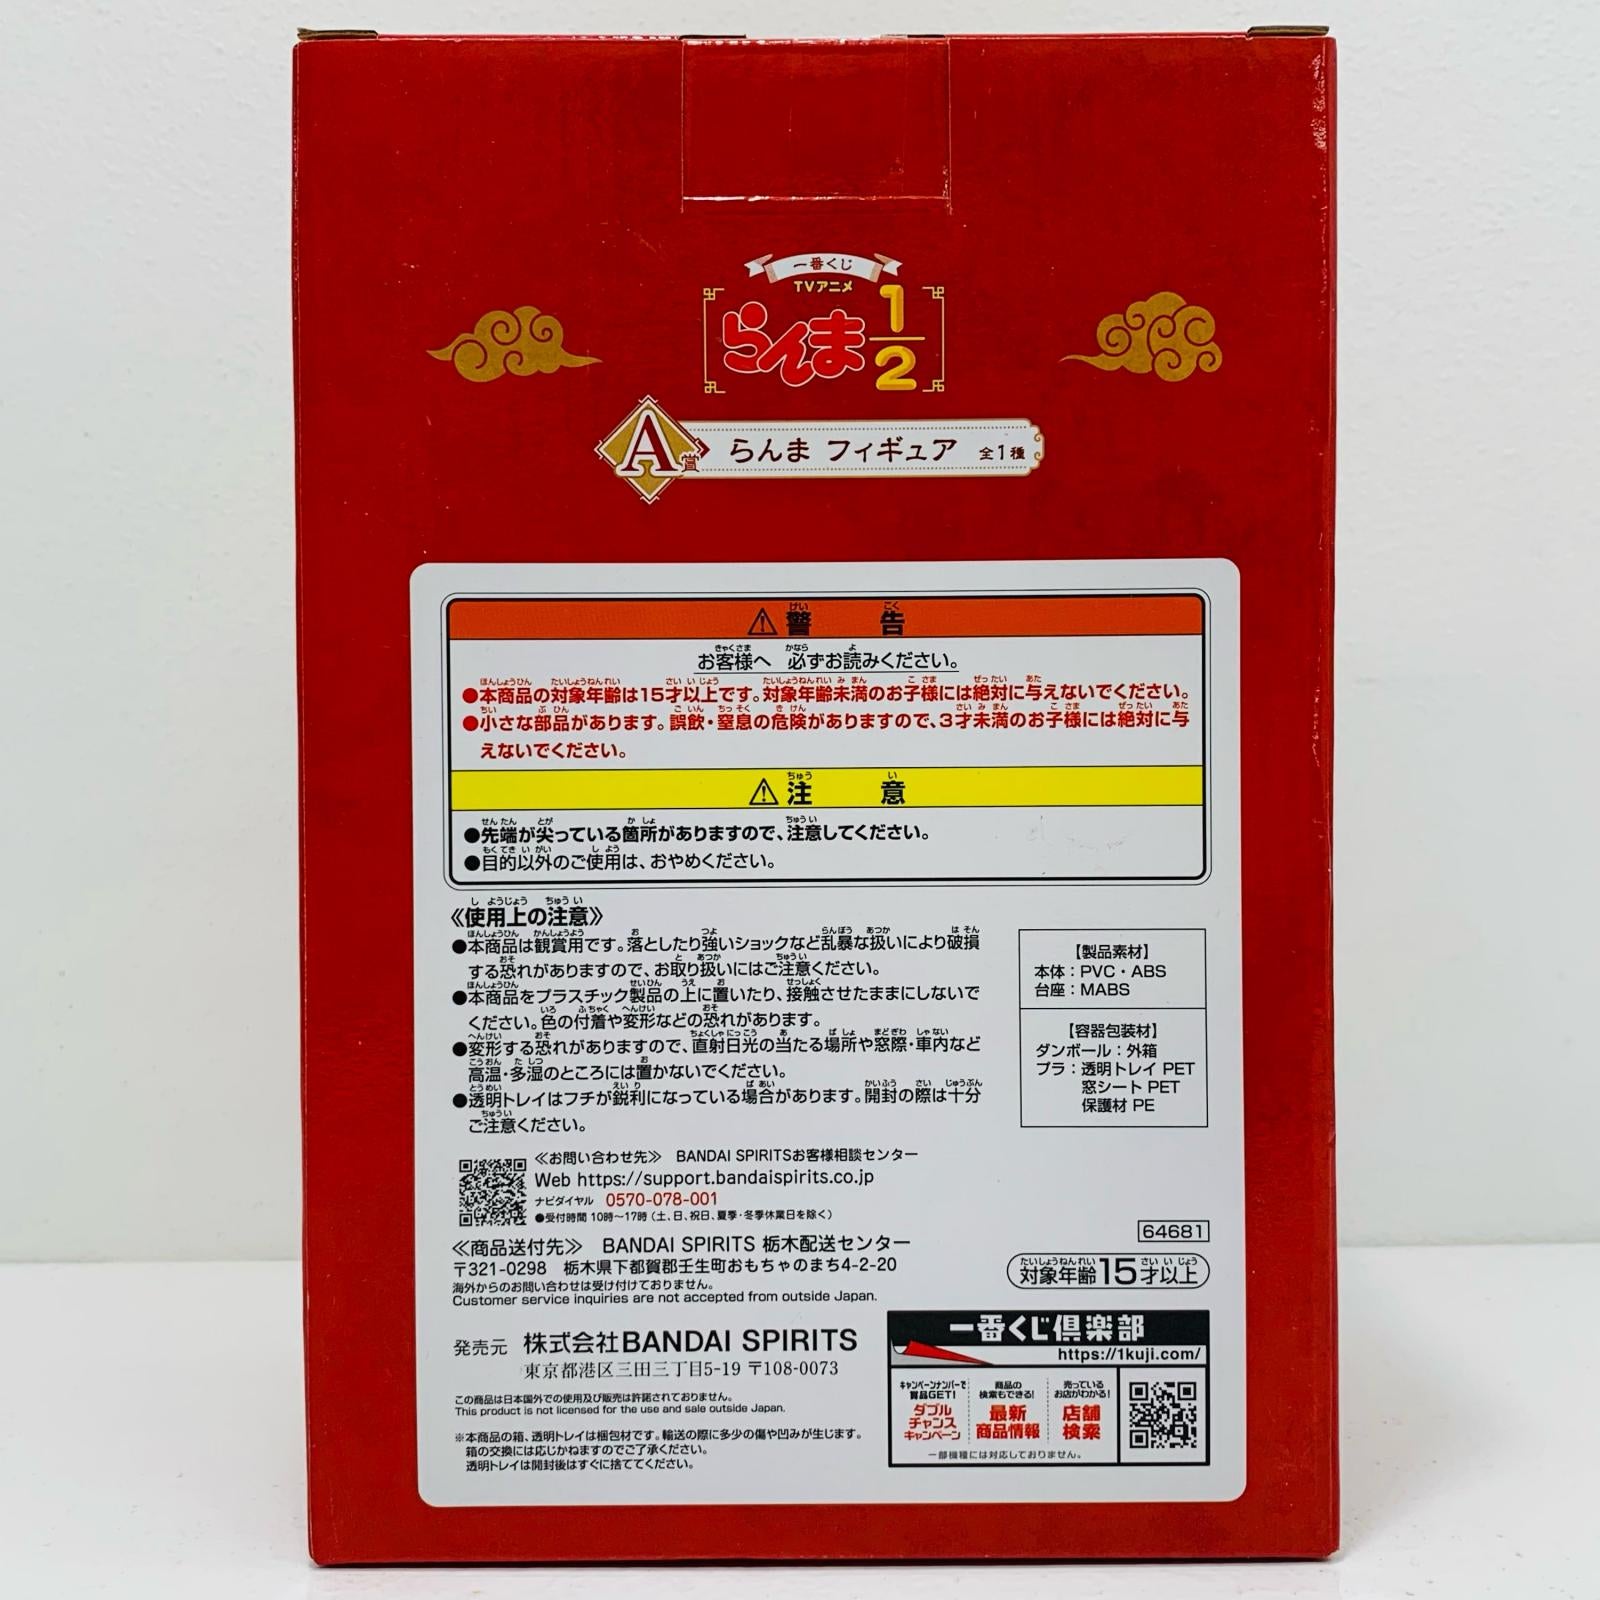 一番くじ
TVアニメ
らんま1/2
A賞 らんま フィギュア 全1種
⚠警告
お客様へ 必ずお読みください。
●本商品の対象年齢は15才以上です。対象年齢未満のお子様には絶対に与えないでください。
●小さな部品があります。誤飲・窒息の危険がありますので、3才未満のお子様には絶対に与
えないでください。
⚠注意
●先端が尖っている箇所がありますので、注意してください。
●目的以外のご使用は、おやめください。
《使用上の注意》
●本商品は観賞用です。落としたり強いショックなど乱暴な扱いにより破損
する恐れがありますので、お取り扱いにはご注意ください。
●本商品をプラスチック製品の上に置いたり、接触させたままにしないで
ください。色の付着や変形などの恐れがあります。
●変形する恐れがありますので、直射日光の当たる場所や窓際・車内など
高温・多湿のところには置かないでください。
●透明トレイはフチが鋭利になっている場合があります。開封の際は十分
ご注意ください。
【製品素材】
本体：PVC・ABS
台座：MABS
【容器包装材】
ダンボール：外箱
プラ：透明トレイ PET
窓シート PET
保護材 PE
≪お問い合わせ先≫ BANDAI SPIRITSお客様相談センター
Web https://support.bandaispirits.co.jp
ナビダイヤル 0570-078-001
●受付時間 10時～17時（土、日、祝日、夏季・冬季休業日を除く）
≪商品送付先≫ BANDAI SPIRITS 栃木配送センター
〒321-0298 栃木県下都賀郡壬生町おもちゃのまち4-2-20
海外からのお問い合わせは受け付けておりません。
Customer service inquiries are not accepted from outside Japan.
64681
対象年齢15才以上
発売元 株式会社BANDAI SPIRITS
東京都港区三田三丁目5-19 〒108-0073
この商品は日本国外での使用及び販売は許諾されておりません。
This product is not licensed for the use and sale outside Japan.
※本商品の箱、透明トレイは梱包材です。輸送の際に多少の傷や凹みが生じます。
箱の交換には応じかねますのでご了承ください。
透明トレイは開封後はすぐに捨ててください。
一番くじ倶楽部
https://1kuji.com/
キャンペーンナンバーで
賞品GET!
ダブル
チャンス
キャンペーン
商品の
検索もできる!
最新
商品情報
売っている
お店がわかる!
店舗
検索
一部機種には対応しておりません。